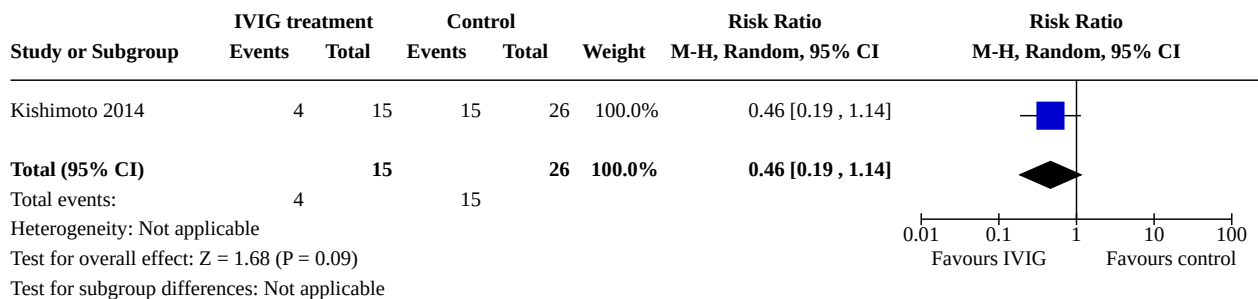 IVIG treatment Control Risk Ratio Risk Ratio
Study or Subgroup Events Total Events Total Weight M-H, Random, 95% CI M-H, Random, 95% CI
Kishimoto 2014 4 15 15 26 100.0% 0.46 [0.19 , 1.14]
Total (95% CI) 15 26 100.0% 0.46 [0.19 , 1.14]
Total events: 4 15
Heterogeneity: Not applicable
0.01 0.1 1 10 100
Test for overall effect: Z = 1.68 (P = 0.09) Favours IVIG Favours control
Test for subgroup differences: Not applicable